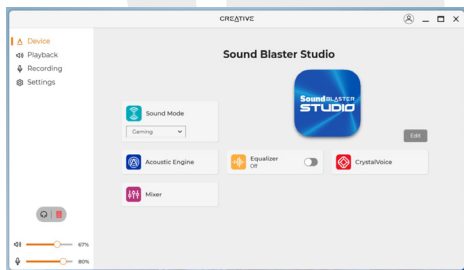 CREATIVE
Device
Playback
Recording
Settings
Sound Blaster Studio
Sound Mode
Gaming
Sound BLASTER
STUDIO
Edit
Acoustic Engine
Equalizer
Off
CrystalVoice
Mixer
67%
80%